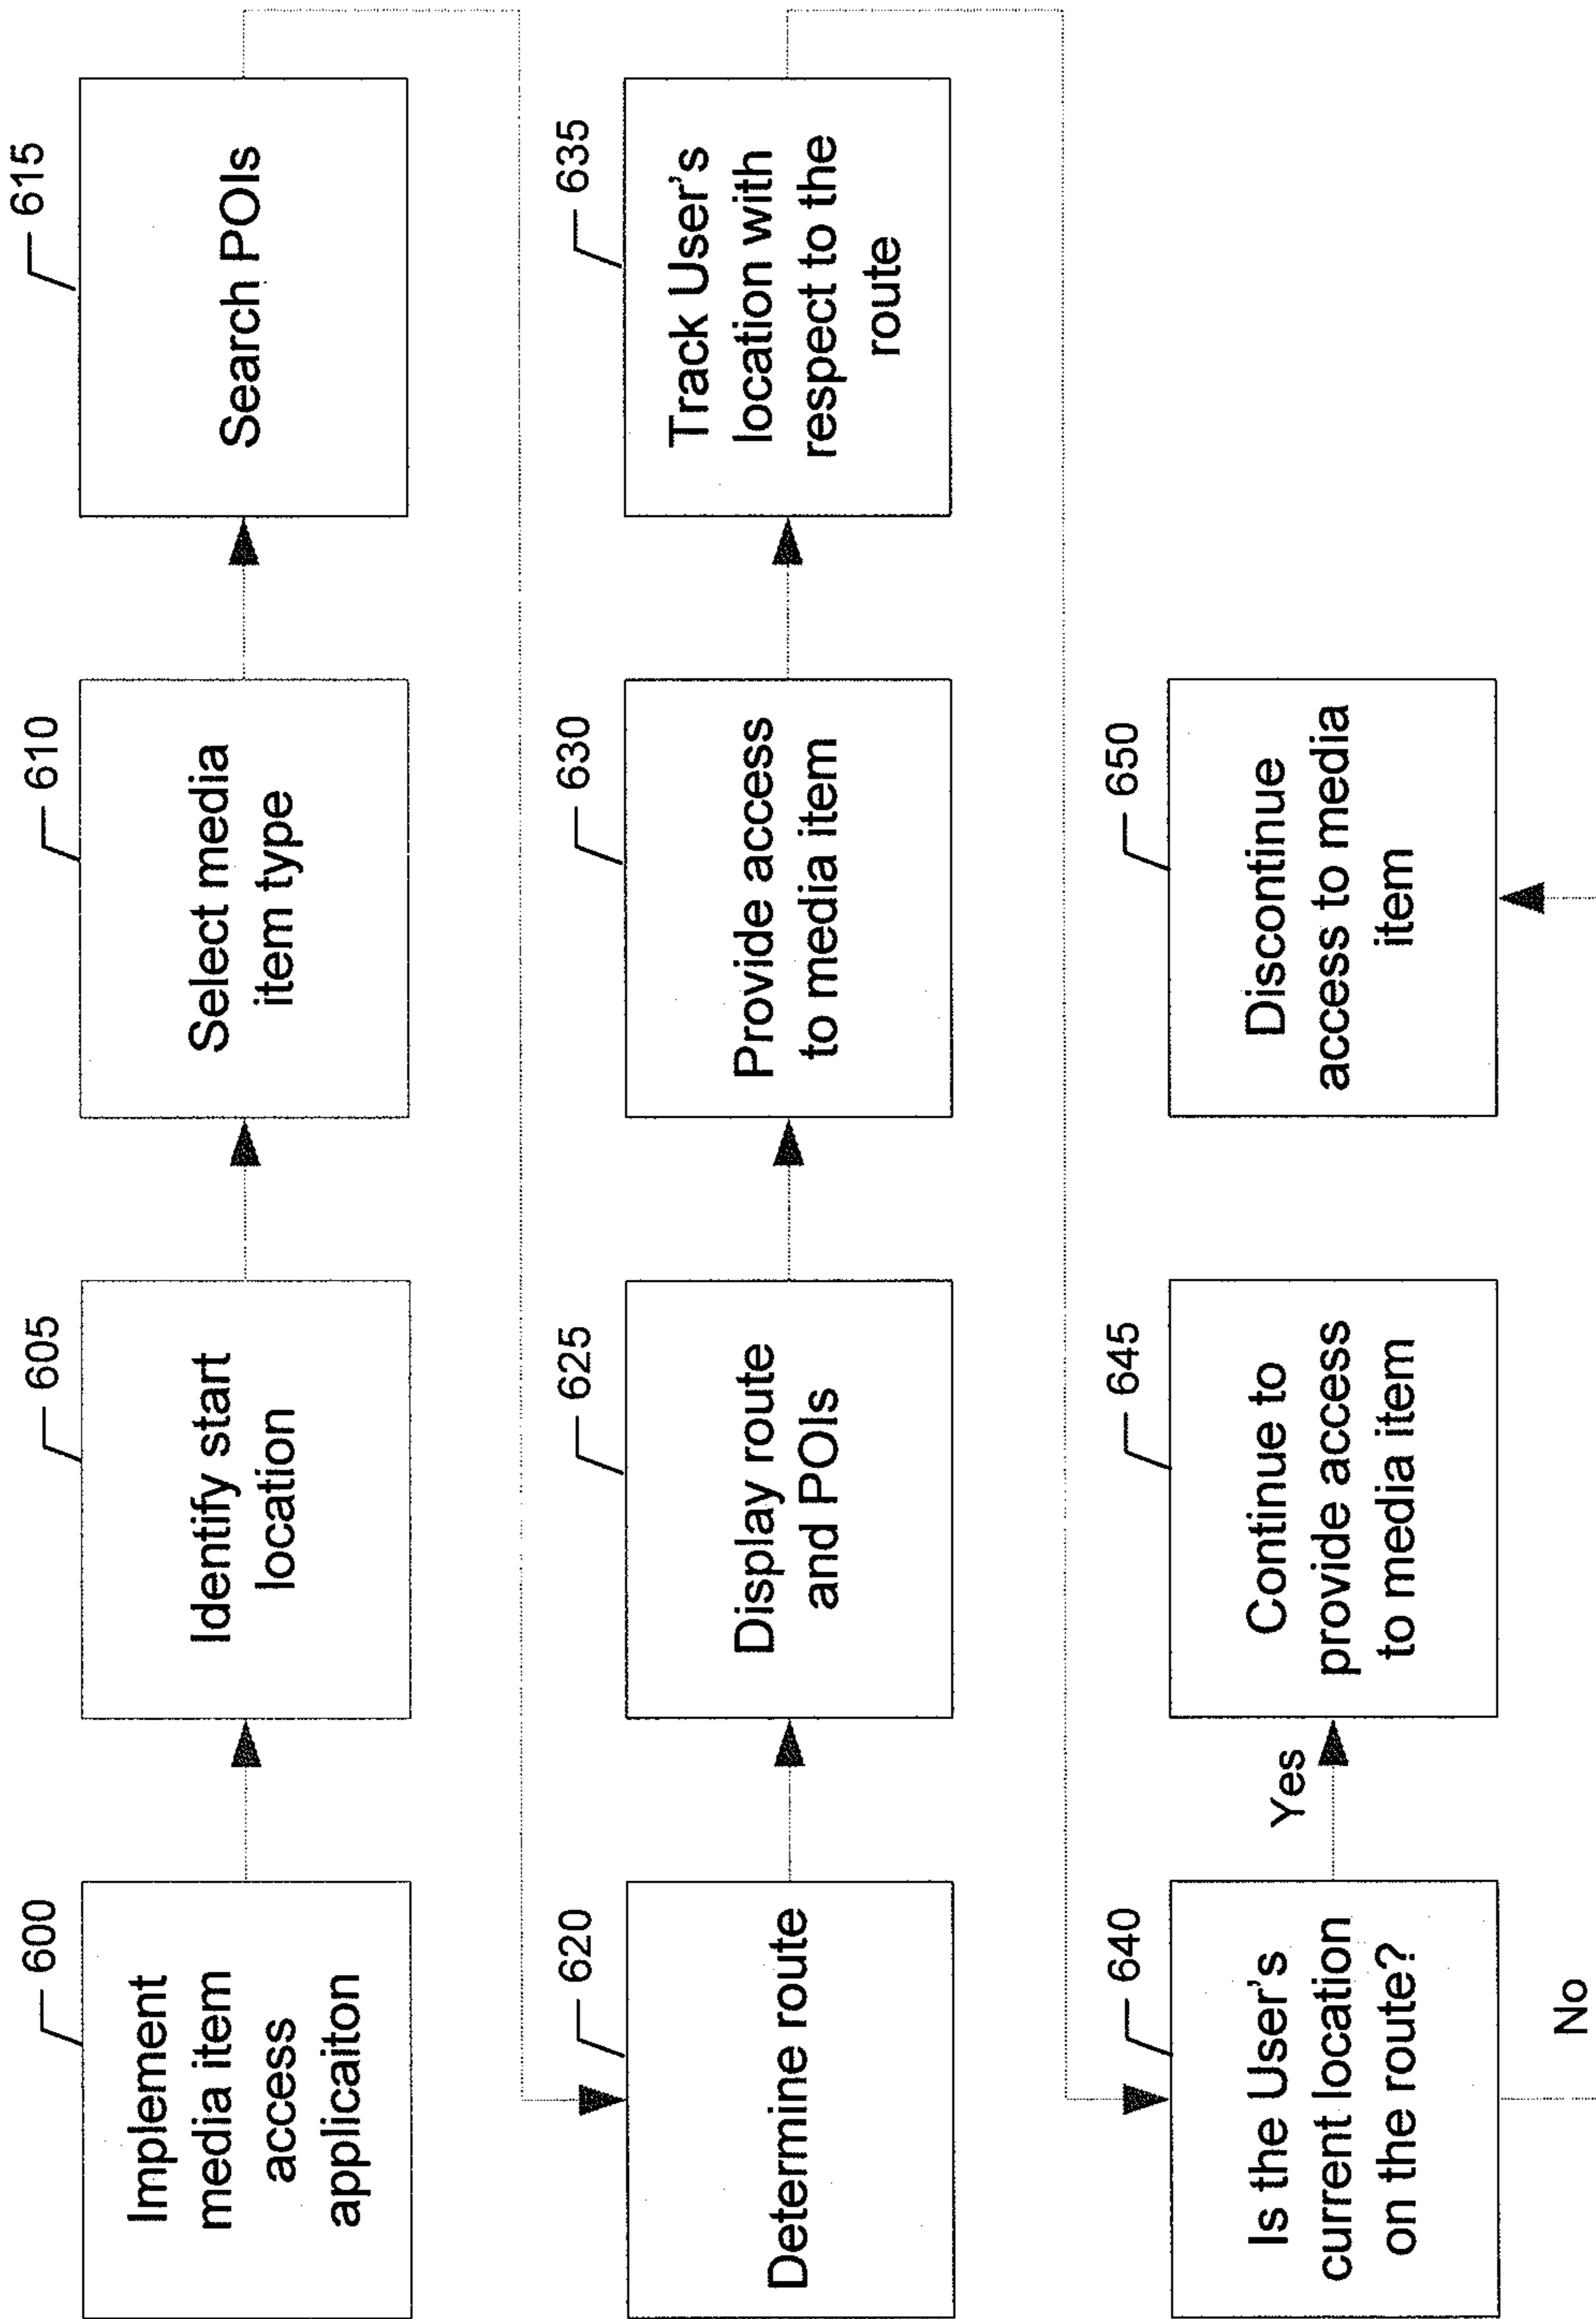 600
Implement
media item
access
applicaiton
605
Identify start
location
610
Select media
item type
615
Search POIs
620
Determine route
625
Display route
and POIs
630
Provide access
to media item
635
Track User's
location with
respect to the
route
640
Is the User's
current location
on the route?
Yes
No
645
Continue to
provide access
to media item
650
Discontinue
access to media
item